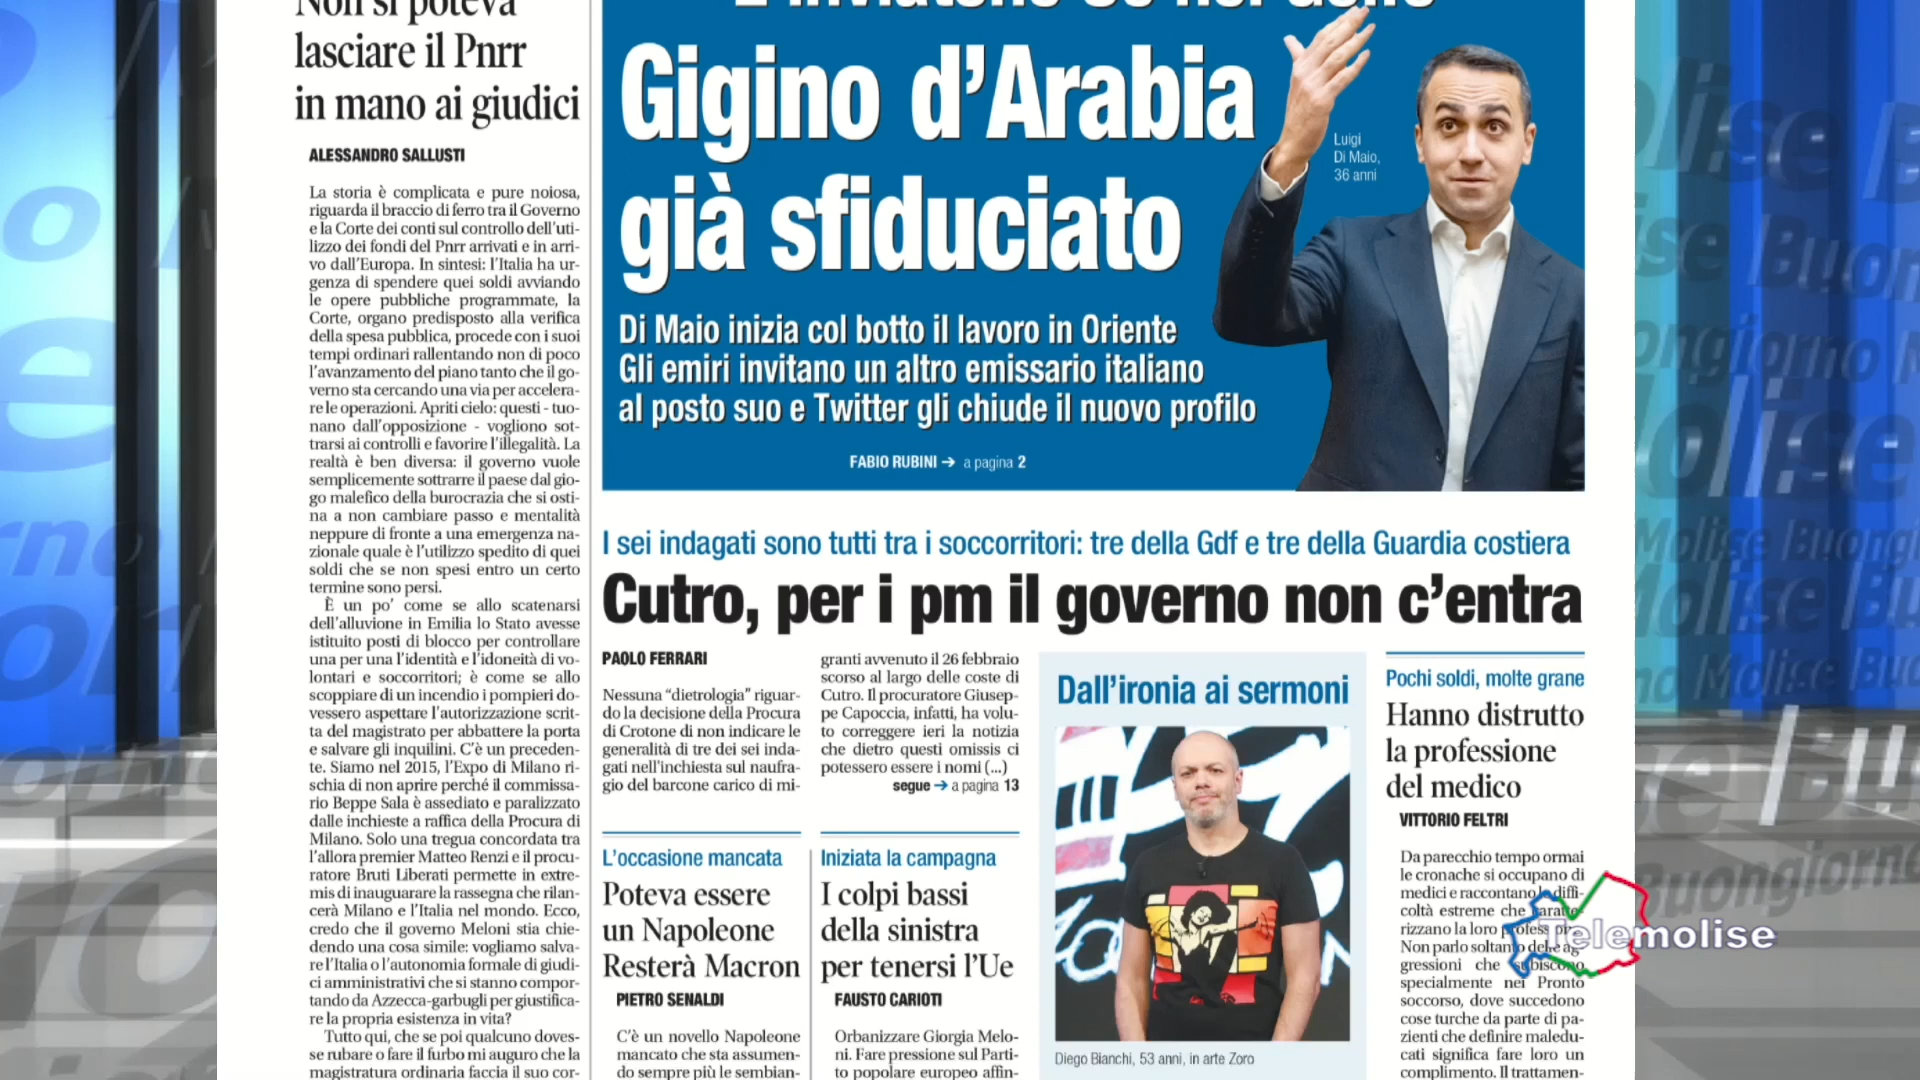 Non si poteva
lasciare il Pnrr
in mano ai giudici
ALESSANDRO SALLUSTI
La storia è complicata e pure noiosa,
riguarda il braccio di ferro tra il Governo
e la Corte dei conti sul controllo dell'uti-
lizzo dei fondi del Pnrr arrivati e in arri-
vo dall'Europa. In sintesi: l'Italia ha ur-
genza di spendere quei soldi avviando
le opere pubbliche programmate, la
Corte, organo predisposto alla verifica
della spesa pubblica, procede con i suoi
tempi ordinari rallentando non di poco
l'avanzamento del piano tanto che il go-
verno sta cercando una via per accelera-
re le operazioni. Apriti cielo: questi - tuo-
nano dall'opposizione - vogliono sot-
trarsi ai controlli e favorire l'illegalità. La
realtà è ben diversa: il governo vuole
semplicemente sottrarre il paese dal gio-
go malefico della burocrazia che si osti-
na a non cambiare passo e mentalità
neppure di fronte a una emergenza na-
zionale quale è l'utilizzo spedito di quei
soldi che se non spesi entro un certo
termine sono persi.
È un po' come se allo scatenarsi
dell'alluvione in Emilia lo Stato avesse
istituito posti di blocco per controllare
una per una l'identità e l'idoneità di vo-
lontari e soccorritori; è come se allo
scoppiare di un incendio i pompieri do-
vessero aspettare l'autorizzazione scrit-
ta del magistrato per abbattere la porta
e salvare gli inquilini. C'è un preceden-
te. Siamo nel 2015, l'Expo di Milano ri-
schia di non aprire perché il commissa-
rio Beppe Sala è assediato e paralizzato
dalle inchieste a raffica della Procura di
Milano. Solo una tregua concordata tra
l'allora premier Matteo Renzi e il procu-
ratore Bruti Liberati permette in extre-
mis di inaugurare la rassegna che rilan-
cerà Milano e l'Italia nel mondo. Ecco,
credo che il governo Meloni stia chie-
dendo una cosa simile: vogliamo salva-
re l'Italia o l'autonomia formale di giudi-
ci amministrativi che si stanno compor-
tando da Azzecca-garbugli per giustifica-
re la propria esistenza in vita?
Tutto qui, che se poi qualcuno doves-
se rubare o fare il furbo mi auguro che la
magistratura ordinaria faccia il suo cor-
Gigino d'Arabia
già sfiduciato
Luigi
Di Maio,
36 anni
Di Maio inizia col botto il lavoro in Oriente
Gli emiri invitano un altro emissario italiano
al posto suo e Twitter gli chiude il nuovo profilo
FABIO RUBINI → a pagina 2
I sei indagati sono tutti tra i soccorritori: tre della Gdf e tre della Guardia costiera
Cutro, per i pm il governo non c'entra
PAOLO FERRARI
Nessuna "dietrologia" riguar-
do la decisione della Procura
di Crotone di non indicare le
generalità di tre dei sei inda-
gati nell'inchiesta sul naufra-
gio del barcone carico di mi-
granti avvenuto il 26 febbraio
scorso al largo delle coste di
Cutro. Il procuratore Giusep-
pe Capoccia, infatti, ha volu-
to correggere ieri la notizia
che dietro questi omissis ci
potessero essere i nomi (...)
segue → a pagina 13
L'occasione mancata
Poteva essere
un Napoleone
Resterà Macron
PIETRO SENALDI
C'è un novello Napoleone
mancato che sta assumen-
do sempre più le semban-
Iniziata la campagna
I colpi bassi
della sinistra
per tenersi l'Ue
FAUSTO CARIOTI
Orbanizzare Giorgia Melo-
ni. Fare pressione sul Parti-
to popolare europeo affin-
Dall'ironia ai sermoni
Diego Bianchi, 53 anni, in arte Zoro
Pochi soldi, molte grane
Hanno distrutto
la professione
del medico
VITTORIO FELTRI
Da parecchio tempo ormai
le cronache si occupano di
medici e raccontano le diffi-
coltà estreme che caratte-
rizzano la loro professione.
Non parlo soltanto delle ag-
gressioni che subiscono
specialmente nei Pronto
soccorso, dove succedono
cose turche da parte di pa-
zienti che definire maledu-
cati significa fare loro un
complimento. Il trattamen-
Telemolise